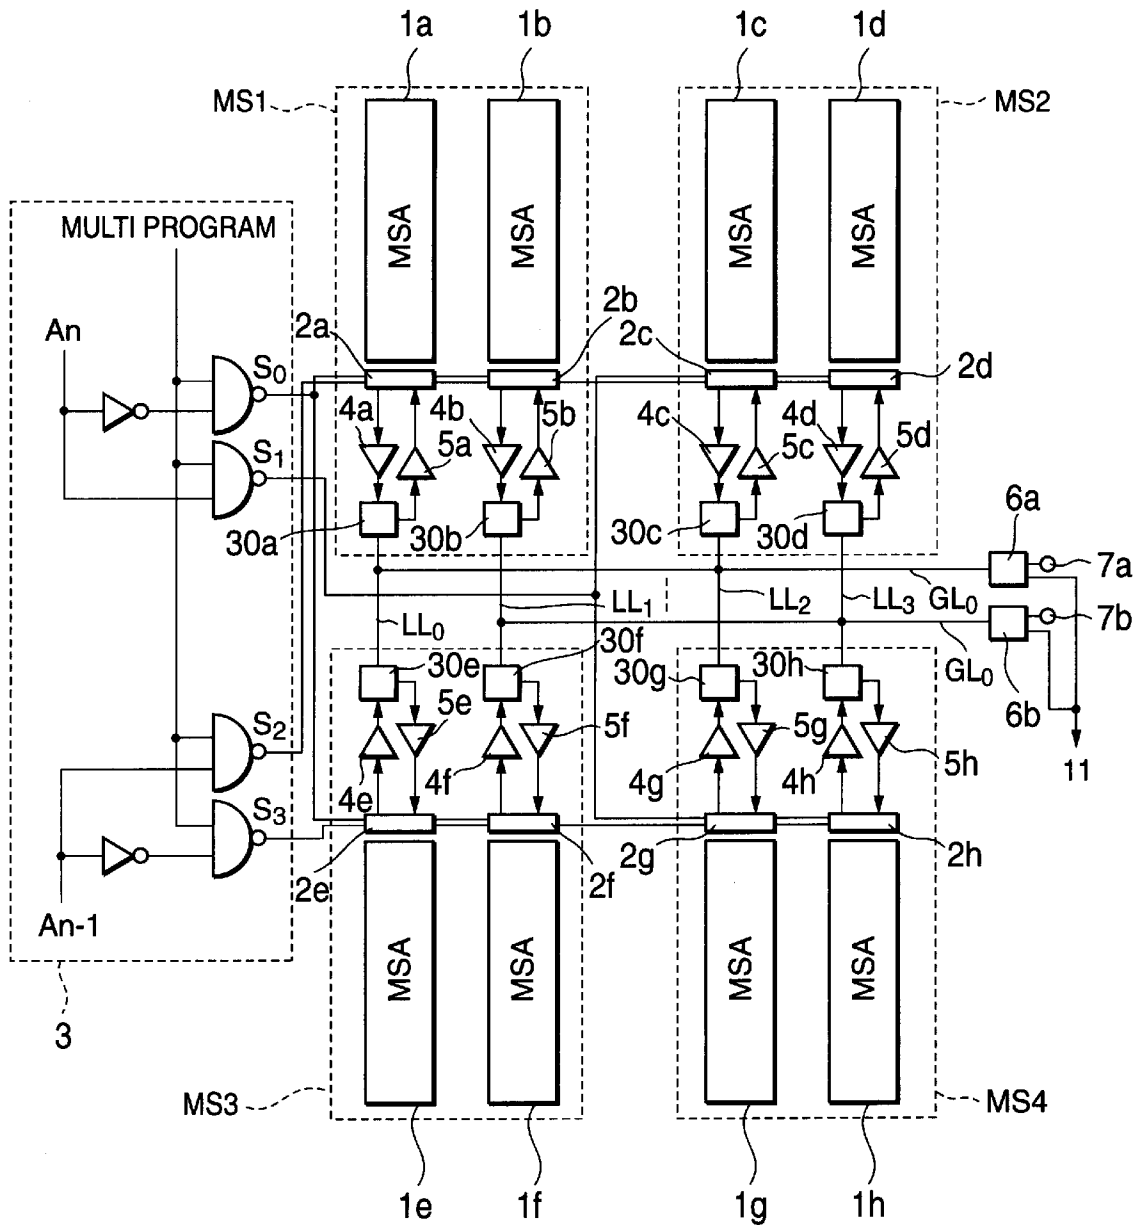 1a 1b 1c 1d
MS1 MS2
MSA MSA MSA MSA
MULTI PROGRAM
An
2a 2b 2c 2d
S0
4a 4b 5b 4c 4d
S1 5a 5c 5d
30a 30b 30c 30d 6a
7a
LL1 LL2 LL3 GL0
LL0 30f 7b
30e 30g 30h GL0
6b
S2 5e 5f 5g
4e 4f 4g 4h 5h 11
S3
2e 2f 2g 2h
An-1
MSA MSA MSA MSA
3
MS3 MS4
1e 1f 1g 1h